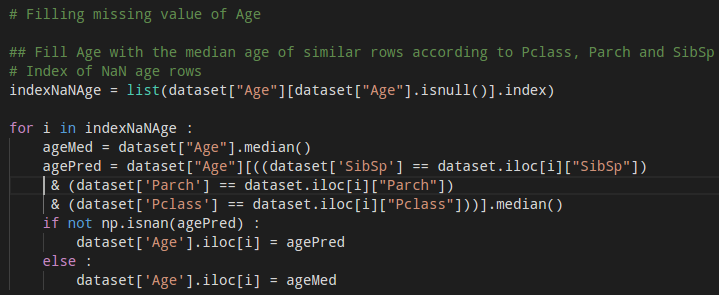 # Filling missing value of Age
## Fill Age with the median age of similar rows according to Pclass, Parch and SibSp
# Index of NaN age rows
indexNaNAge = list(dataset["Age"][dataset["Age"].isnull()].index)
for i in indexNaNAge :
    ageMed = dataset["Age"].median()
    agePred = dataset["Age"][((dataset['SibSp'] == dataset.iloc[i]["SibSp"])
     & (dataset['Parch'] == dataset.iloc[i]["Parch"])
     & (dataset['Pclass'] == dataset.iloc[i]["Pclass"]))].median()
    if not np.isnan(agePred) :
        dataset['Age'].iloc[i] = agePred
    else :
        dataset['Age'].iloc[i] = ageMed